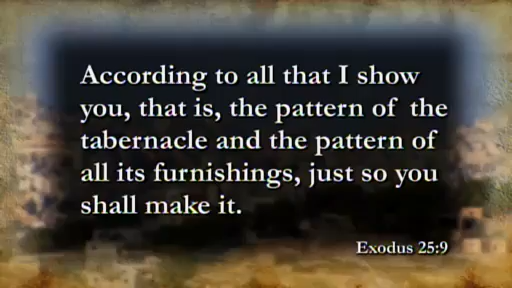 According to all that I show
you, that is, the pattern of the
tabernacle and the pattern of
all its furnishings, just so you
shall make it.
Exodus 25:9